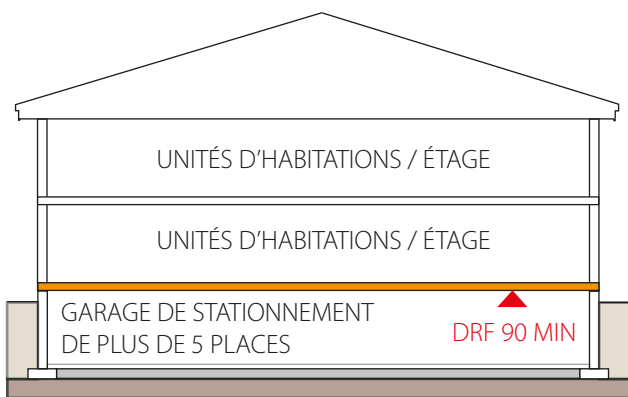 UNITÉS D'HABITATIONS / ÉTAGE
UNITÉS D'HABITATIONS / ÉTAGE
GARAGE DE STATIONNEMENT
DE PLUS DE 5 PLACES
DRF 90 MIN